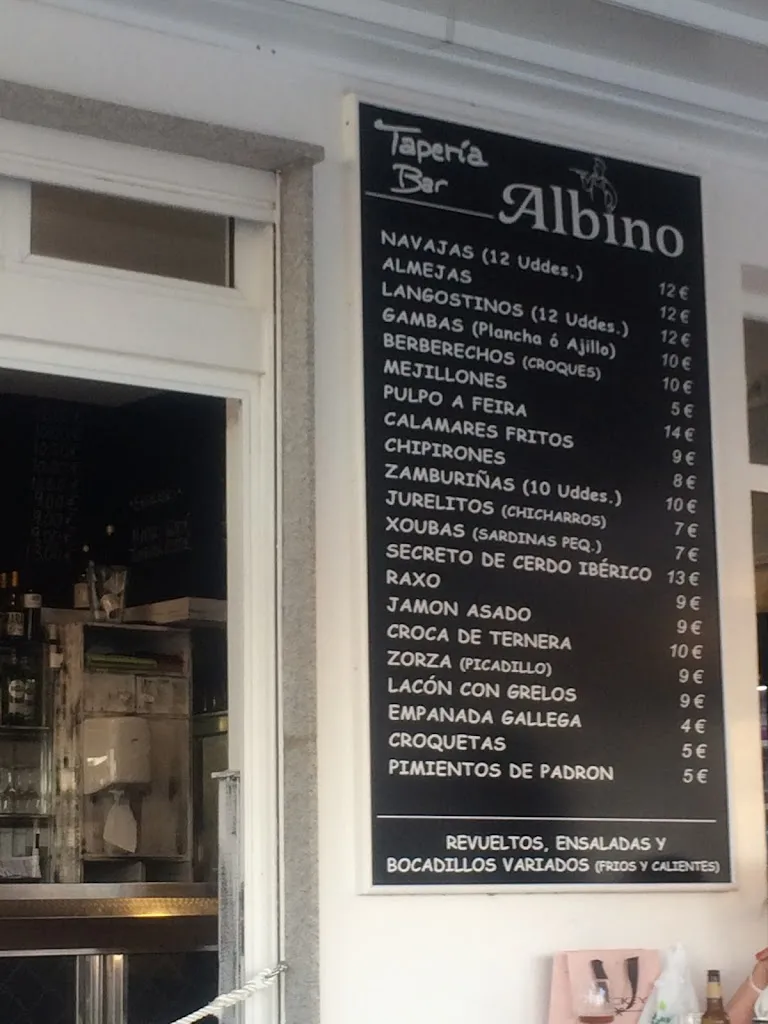 Tapería
Bar
Albino
NAVAJAS (12 Uddes.) 12 €
ALMEJAS 12 €
LANGOSTINOS (12 Uddes.) 12 €
GAMBAS (Plancha ó Ajillo) 10 €
BERBERECHOS (CROQUES) 10 €
MEJILLONES 5 €
PULPO A FEIRA 14 €
CALAMARES FRITOS 9 €
CHIPIRONES 8 €
ZAMBURIÑAS (10 Uddes.) 10 €
JURELITOS (CHICHARROS) 7 €
XOUBAS (SARDINAS PEQ.) 7 €
SECRETO DE CERDO IBÉRICO 13 €
RAXO 9 €
JAMON ASADO 9 €
CROCA DE TERNERA 10 €
ZORZA (PICADILLO) 9 €
LACÓN CON GRELOS 9 €
EMPANADA GALLEGA 4 €
CROQUETAS 5 €
PIMIENTOS DE PADRON 5 €
REVUELTOS, ENSALADAS Y
BOCADILLOS VARIADOS (FRIOS Y CALIENTES)